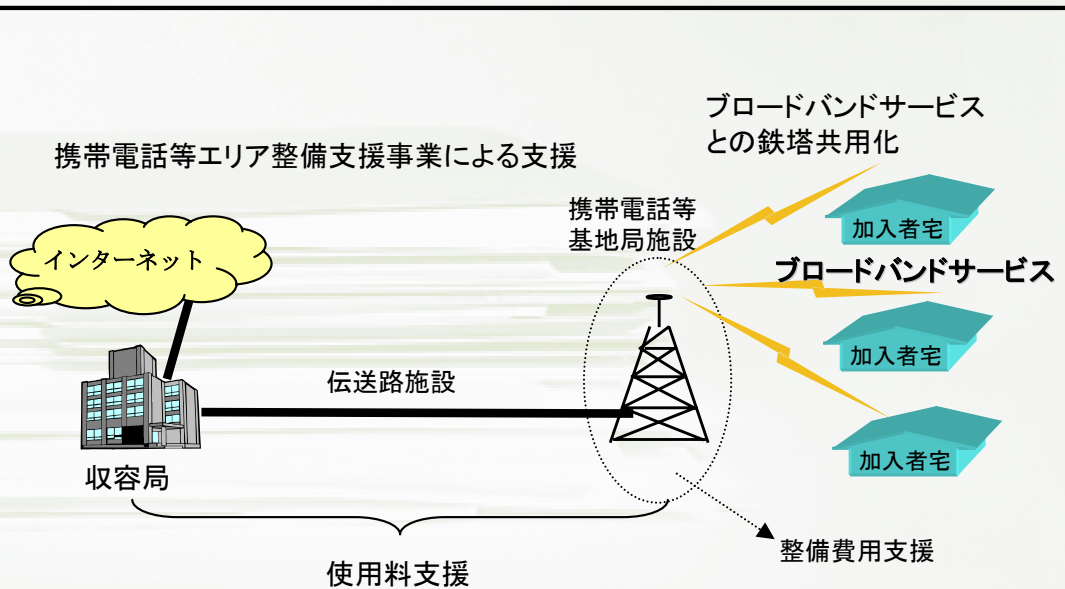 ブロードバンドサービス
との鉄塔共用化
携帯電話等エリア整備支援事業による支援
携帯電話等
基地局施設
加入者宅
インターネット
ブロードバンドサービス
加入者宅
伝送路施設
加入者宅
収容局
整備費用支援
使用料支援